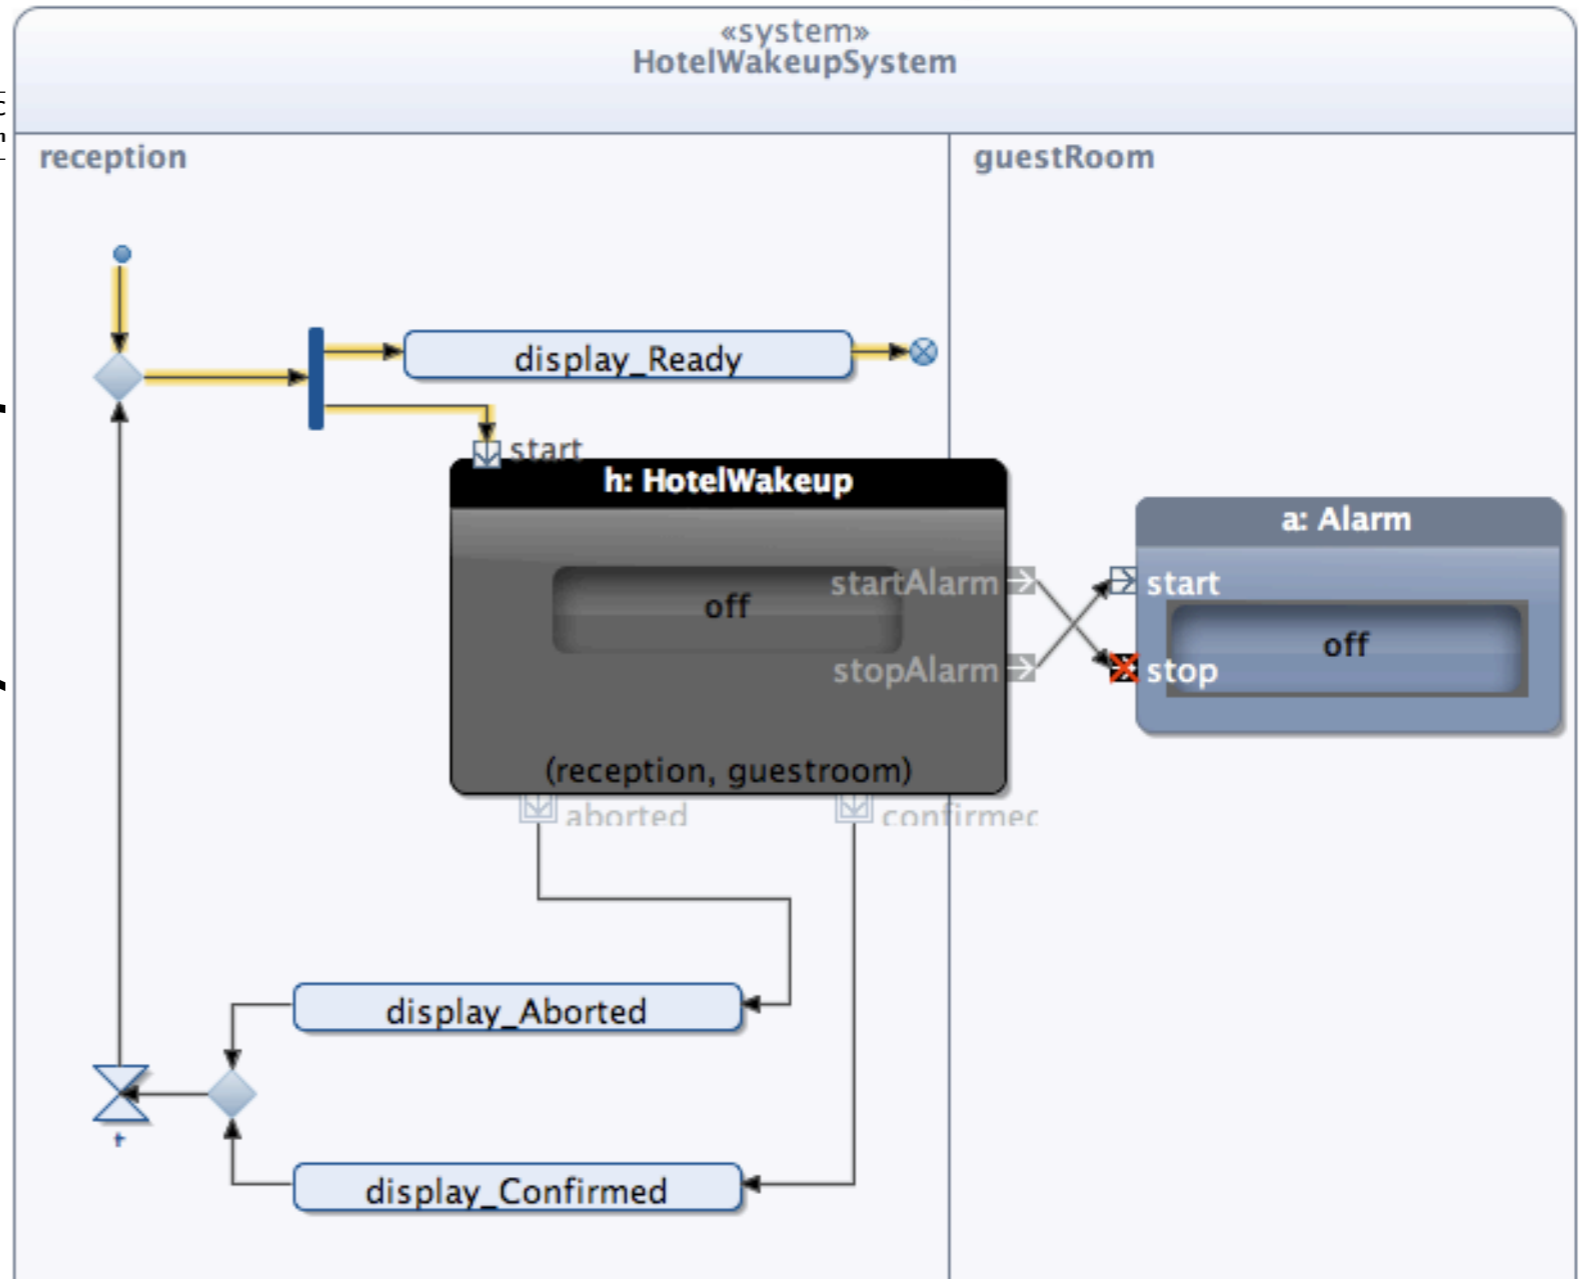 «system»
HotelWakeupSystem
reception
guestRoom
display_Ready
start
h: HotelWakeup
a: Alarm
startAlarm
start
off
off
stopAlarm
stop
(reception, guestroom)
aborted
display_Aborted
t
display_Confirmed